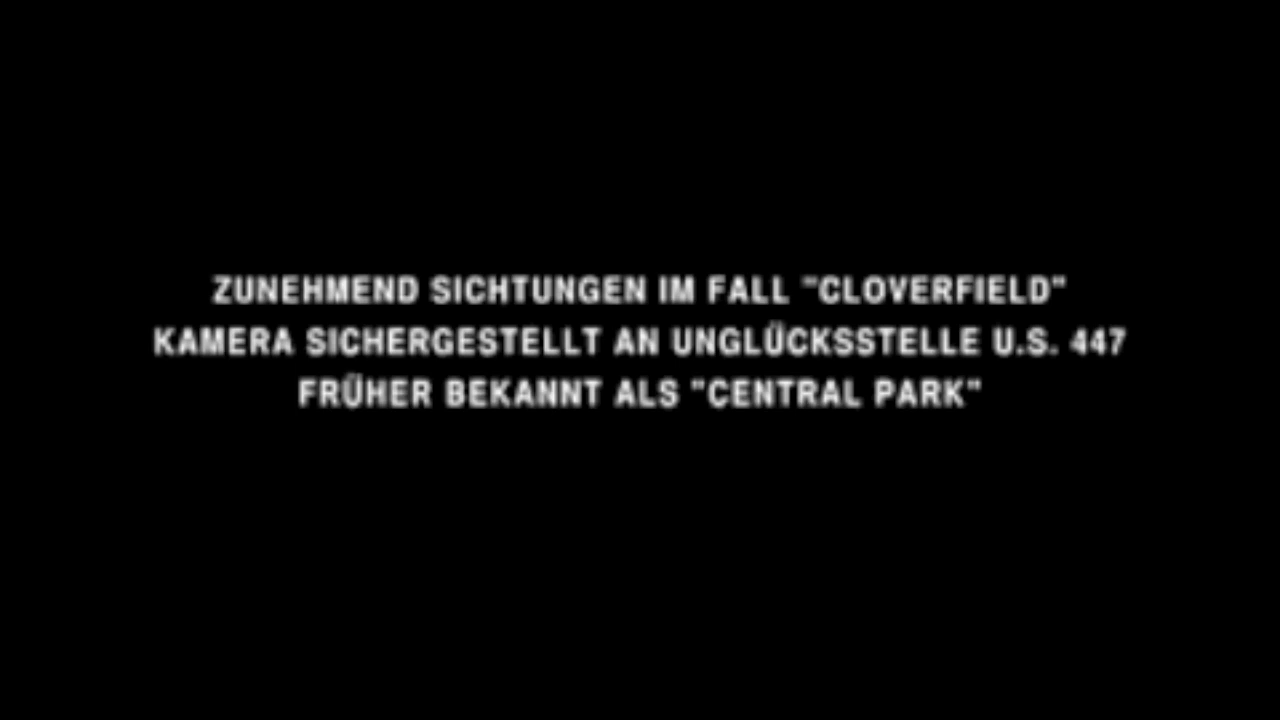 ZUNEHMEND SICHTUNGEN IM FALL "CLOVERFIELD"
KAMERA SICHERGESTELLT AN UNGLÜCKSSTELLE U.S. 447
FRÜHER BEKANNT ALS "CENTRAL PARK"